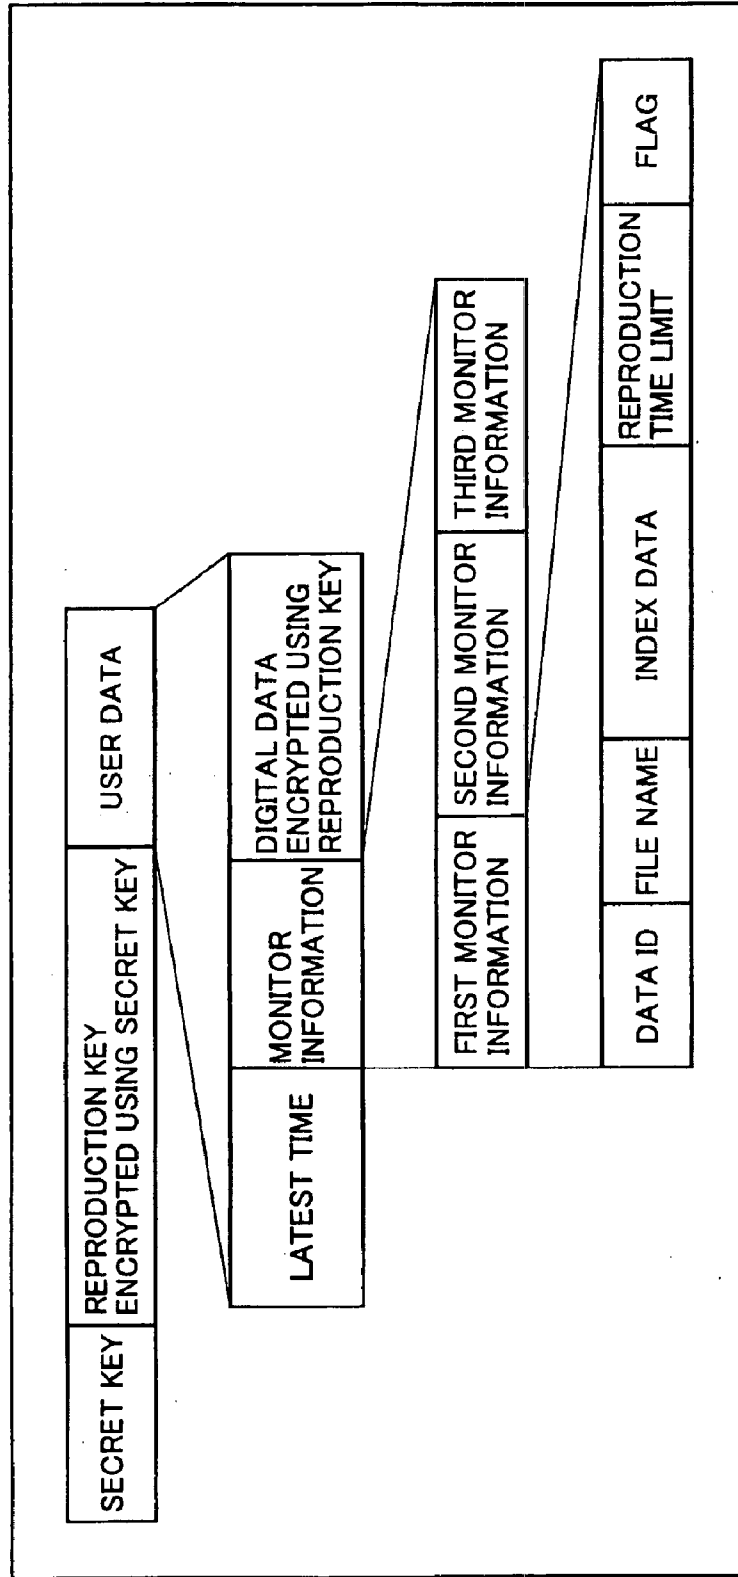 SECRET KEY
REPRODUCTION KEY
ENCRYPTED USING SECRET KEY
USER DATA
LATEST TIME
MONITOR
INFORMATION
DIGITAL DATA
ENCRYPTED USING
REPRODUCTION KEY
FIRST MONITOR
INFORMATION
SECOND MONITOR
INFORMATION
THIRD MONITOR
INFORMATION
DATA ID
FILE NAME
INDEX DATA
REPRODUCTION
TIME LIMIT
FLAG